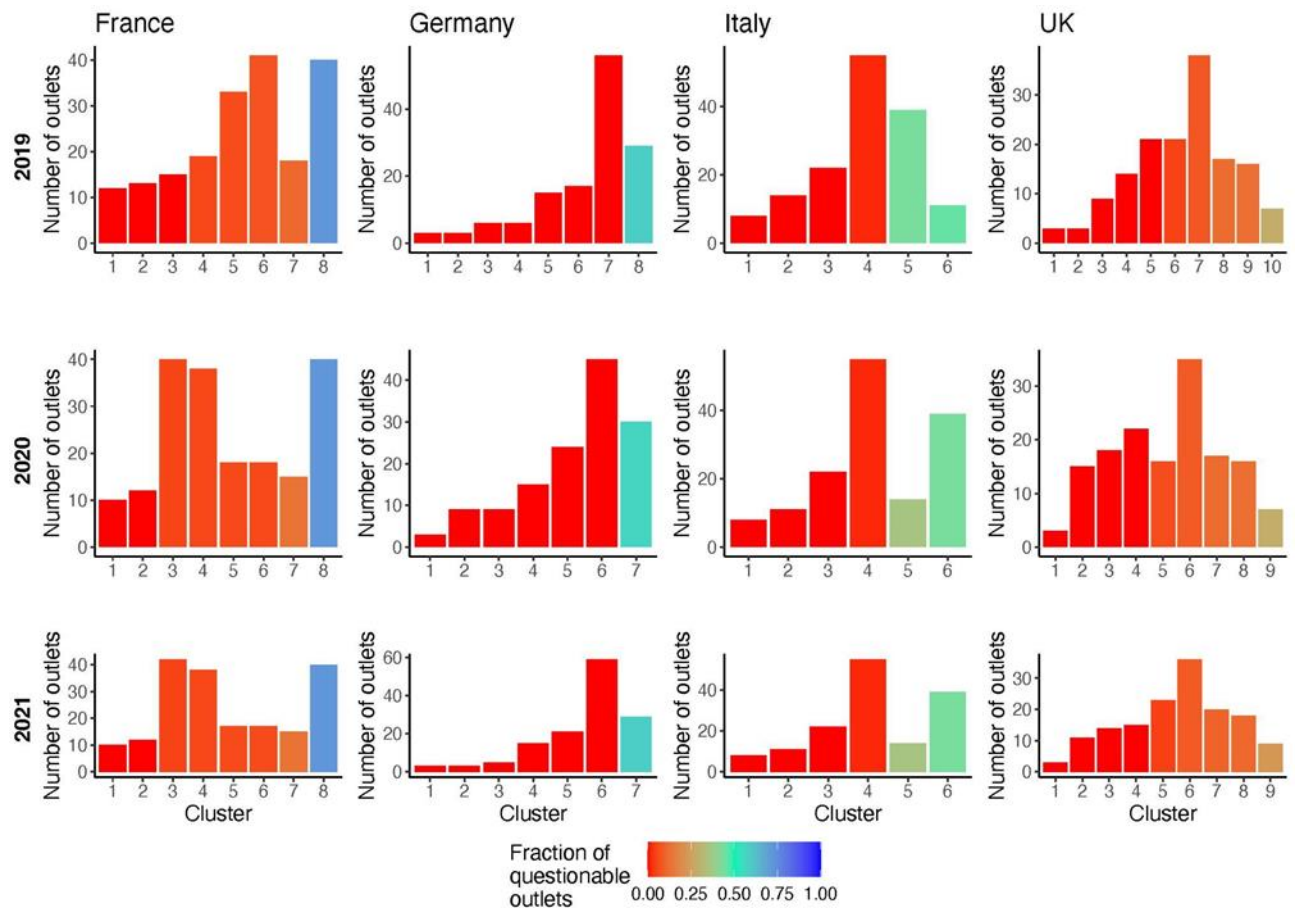 France Germany Italy UK
2019
Number of outlets
40
30
20
10
0
1 2 3 4 5 6 7 8
Number of outlets
40
20
0
1 2 3 4 5 6 7 8
Number of outlets
40
20
0
1 2 3 4 5 6
Number of outlets
30
20
10
0
1 2 3 4 5 6 7 8 9 10
2020
Number of outlets
40
30
20
10
0
1 2 3 4 5 6 7 8
Number of outlets
40
30
20
10
0
1 2 3 4 5 6 7
Number of outlets
40
20
0
1 2 3 4 5 6
Number of outlets
30
20
10
0
1 2 3 4 5 6 7 8 9
2021
Number of outlets
40
30
20
10
0
1 2 3 4 5 6 7 8
Cluster
Number of outlets
60
40
20
0
1 2 3 4 5 6 7
Cluster
Number of outlets
40
20
0
1 2 3 4 5 6
Cluster
Number of outlets
30
20
10
0
1 2 3 4 5 6 7 8 9
Cluster
Fraction of
questionable
outlets
0.00 0.25 0.50 0.75 1.00